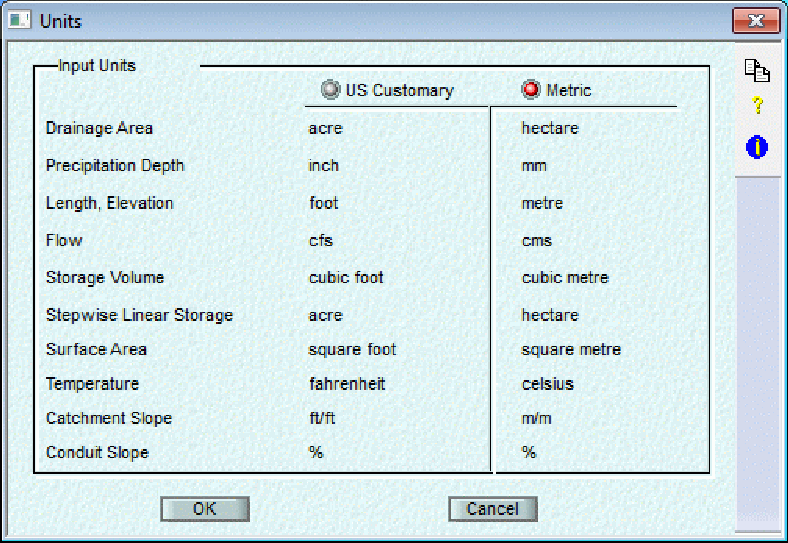 Units
Input Units
US Customary Metric
Drainage Area acre hectare
Precipitation Depth inch mm
Length, Elevation foot metre
Flow cfs cms
Storage Volume cubic foot cubic metre
Stepwise Linear Storage acre hectare
Surface Area square foot square metre
Temperature fahrenheit celsius
Catchment Slope ft/ft m/m
Conduit Slope % %
OK Cancel